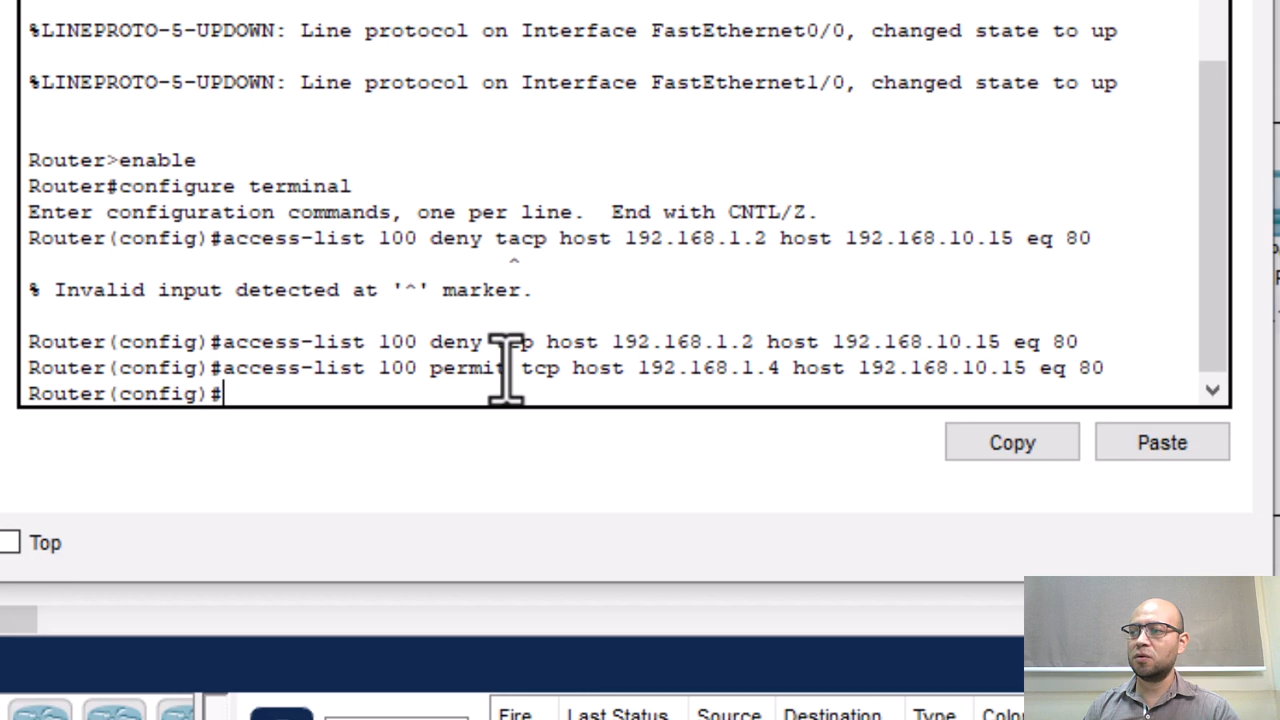 %LINEPROTO-5-UPDOWN: Line protocol on Interface FastEthernet0/0, changed state to up
%LINEPROTO-5-UPDOWN: Line protocol on Interface FastEthernet1/0, changed state to up
Router>enable
Router#configure terminal
Enter configuration commands, one per line.  End with CNTL/Z.
Router(config)#access-list 100 deny tacp host 192.168.1.2 host 192.168.10.15 eq 80
^
% Invalid input detected at '^' marker.
Router(config)#access-list 100 deny tcp host 192.168.1.2 host 192.168.10.15 eq 80
Router(config)#access-list 100 permit tcp host 192.168.1.4 host 192.168.10.15 eq 80
Router(config)#
Copy Paste
Top
Fire Last Status Source Destination Type